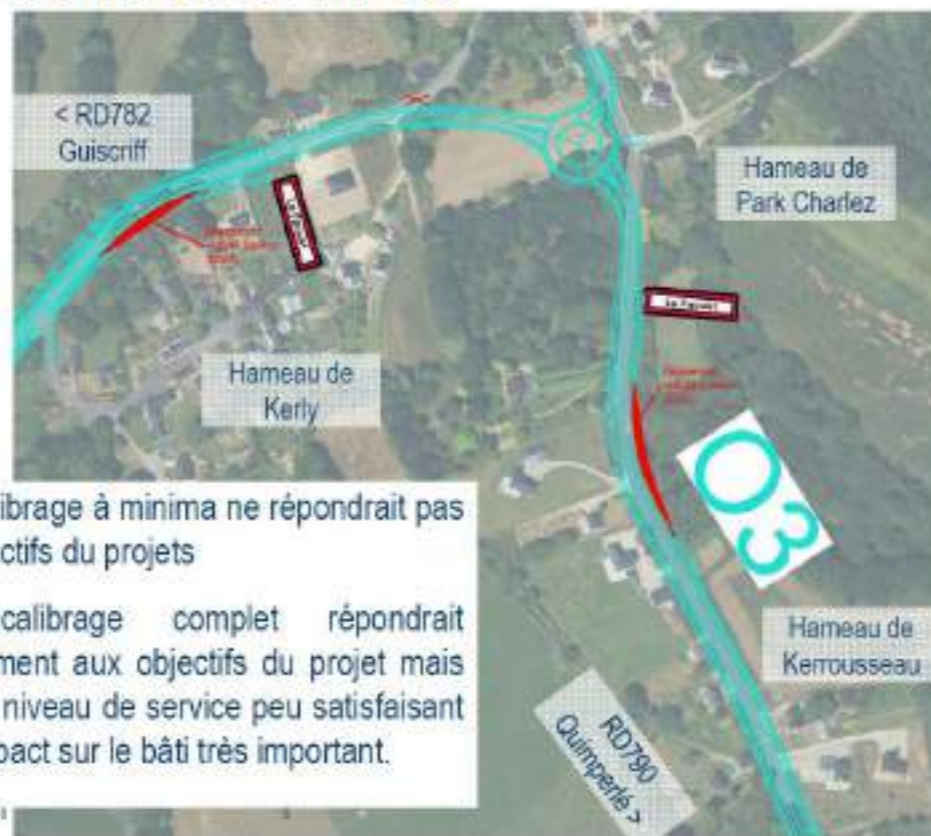 < RD782
Guiscriff
Hameau de
Park Charlez
Hameau de
Kerly
O3
Hameau de
Kerrousseau
RD790
Quimperlé >
ibrage à minima ne répondrait pas
ctifs du projets
calibrage complet répondrait
ment aux objectifs du projet mais
niveau de service peu satisfaisant
pact sur le bâti très important.